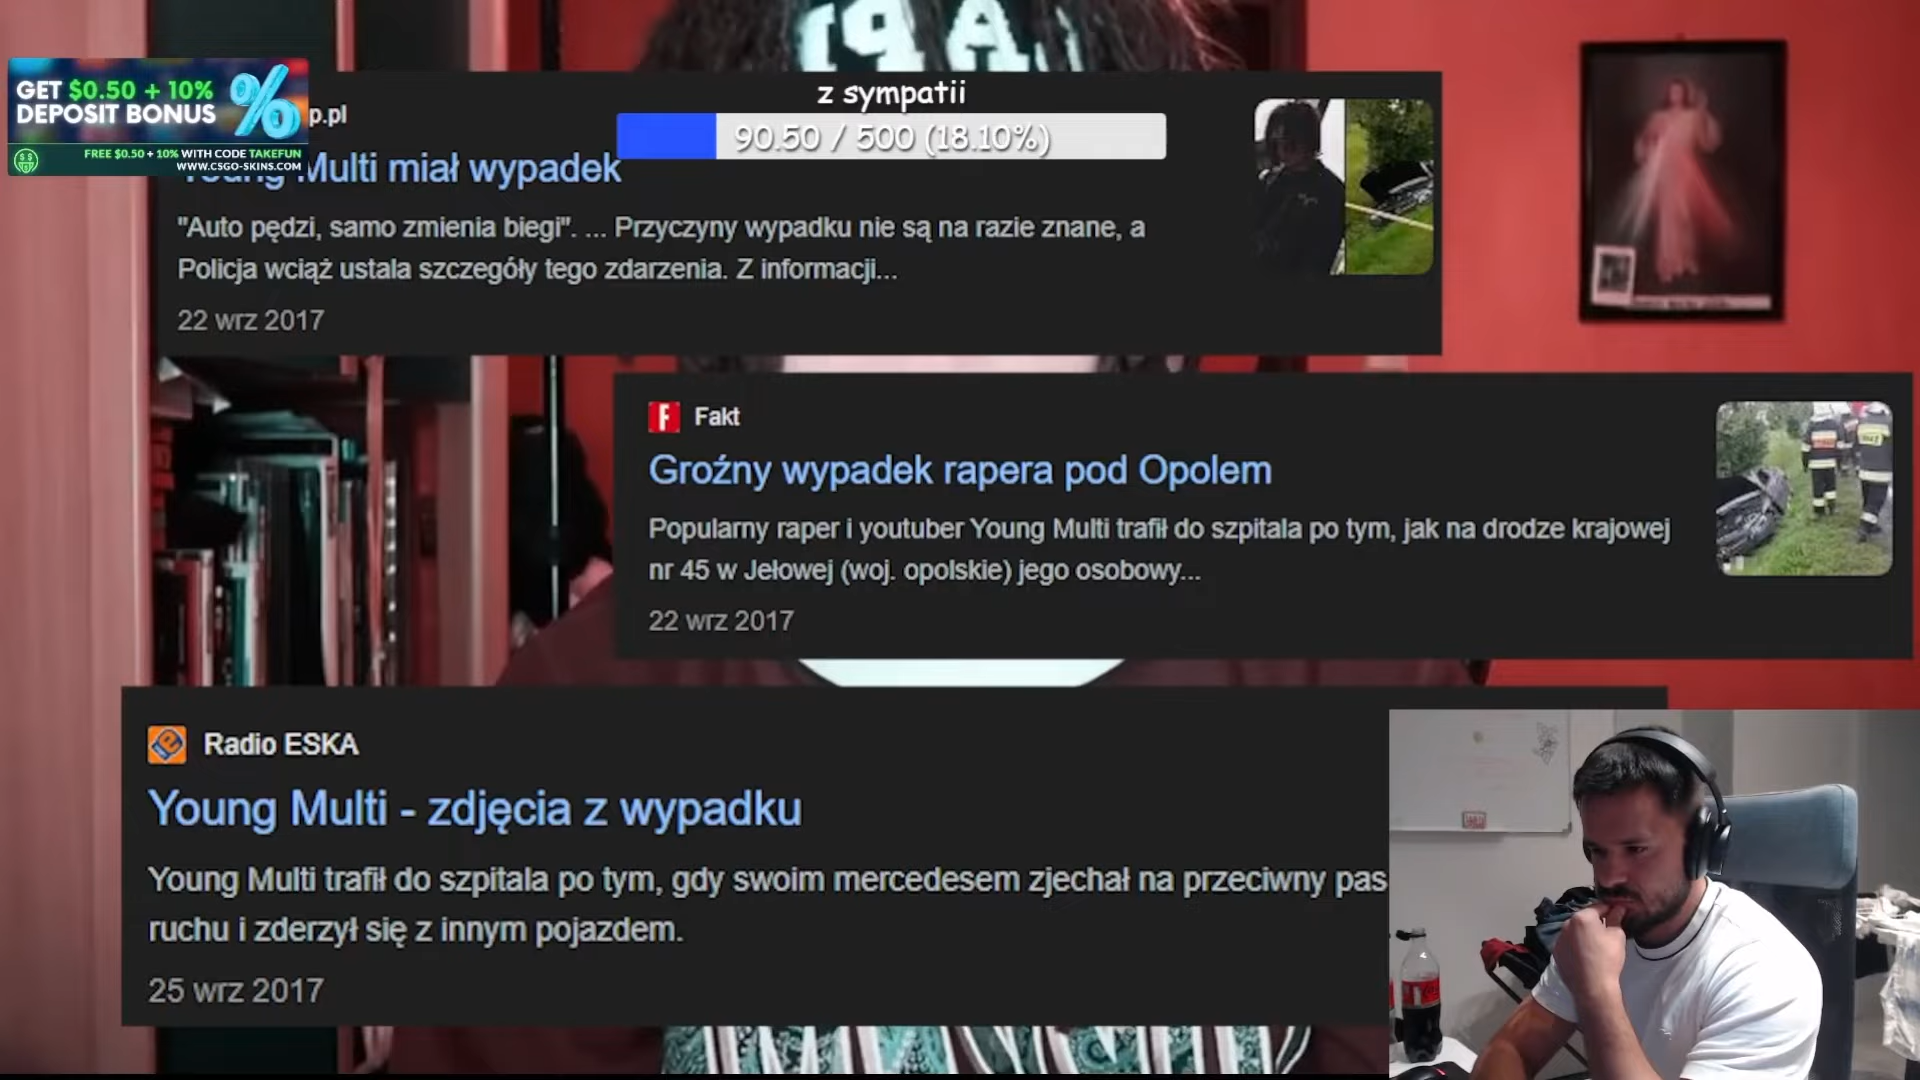 GET $0.50 + 10%
DEPOSIT BONUS
FREE $0.50 + 10% WITH CODE TAKEFUN
WWW.CSGO-SKINS.COM
z sympatii
90.50 / 500 (18.10%)
p.pl
Young Multi miał wypadek
"Auto pędzi, samo zmienia biegi". ... Przyczyny wypadku nie są na razie znane, a
Policja wciąż ustala szczegóły tego zdarzenia. Z informacji...
22 wrz 2017
Fakt
Groźny wypadek rapera pod Opolem
Popularny raper i youtuber Young Multi trafił do szpitala po tym, jak na drodze krajowej
nr 45 w Jełowej (woj. opolskie) jego osobowy...
22 wrz 2017
Radio ESKA
Young Multi - zdjęcia z wypadku
Young Multi trafił do szpitala po tym, gdy swoim mercedesem zjechał na przeciwny pas
ruchu i zderzył się z innym pojazdem.
25 wrz 2017